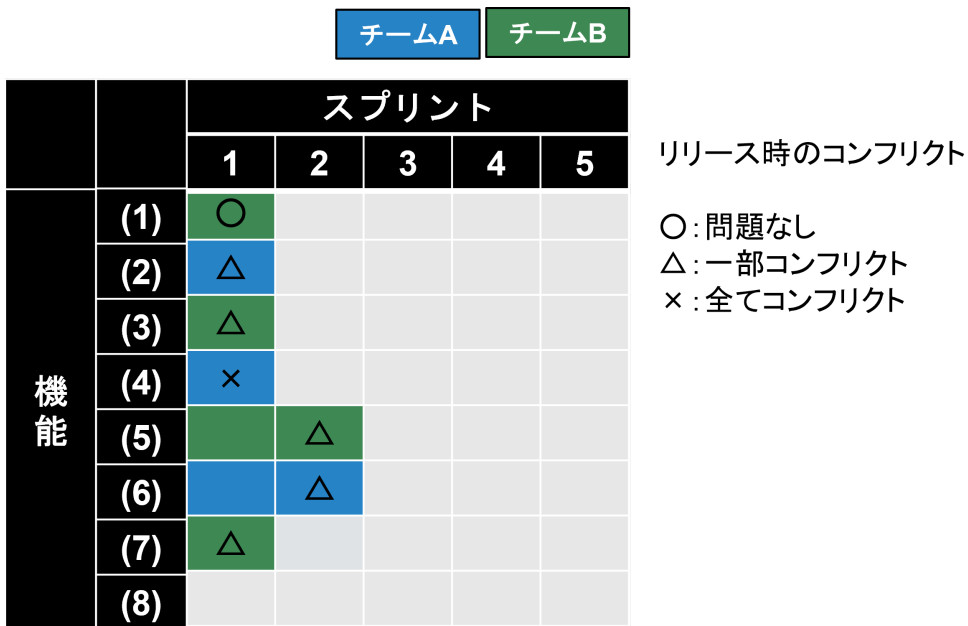 チームA チームB
スプリント
1 2 3 4 5
リリース時のコンフリクト
○：問題なし
△：一部コンフリクト
×：全てコンフリクト
機能
(1) ○
(2) △
(3) △
(4) ×
(5) △
(6) △
(7) △
(8)